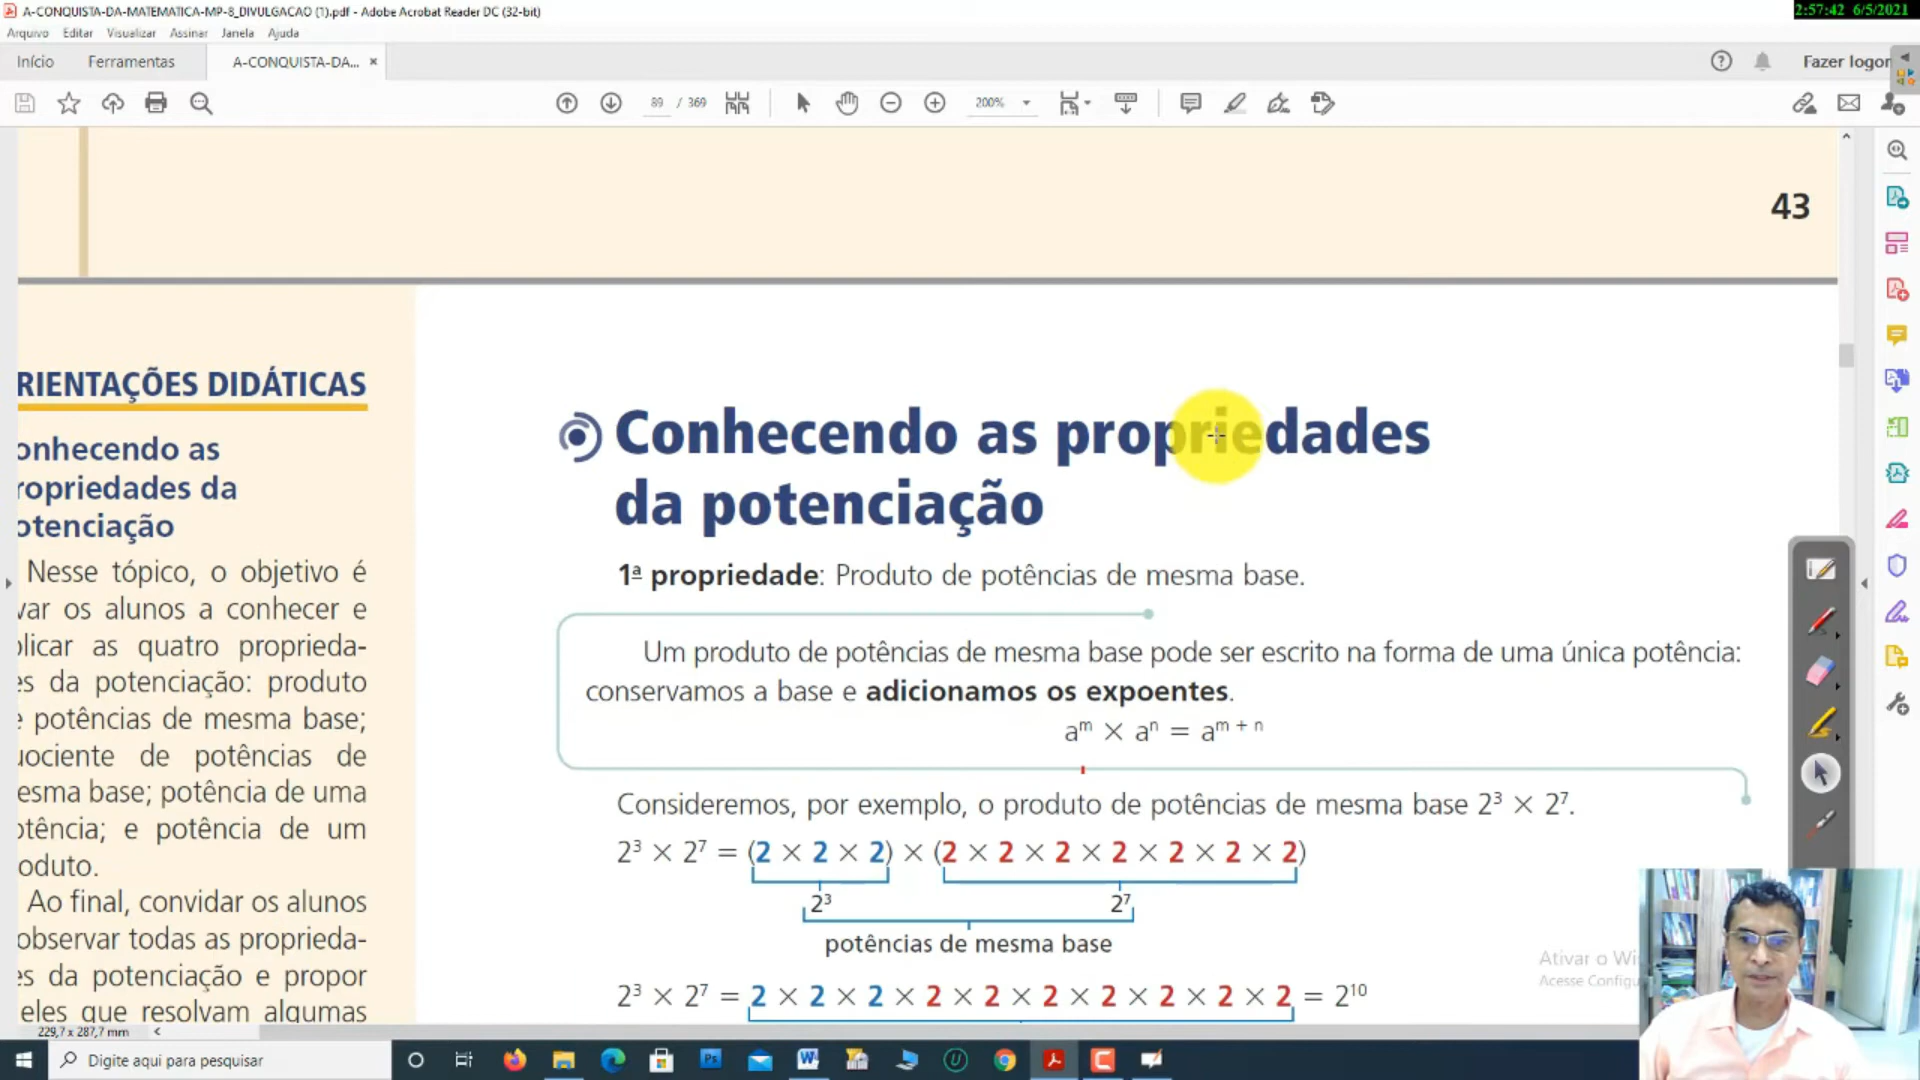 A-CONQUISTA-DA-MATEMATICA-MP-8_DIVULGACAO (1).pdf - Adobe Acrobat Reader DC (32-bit)
2:57:42 6/5/2021
Arquivo Editar Visualizar Assinar Janela Ajuda
Início Ferramentas A-CONQUISTA-DA... × Fazer logon
89 / 369 200%
43
RIENTAÇÕES DIDÁTICAS
onhecendo as
ropriedades da
otenciação
Nesse tópico, o objetivo é
var os alunos a conhecer e
plicar as quatro proprieda-
es da potenciação: produto
e potências de mesma base;
uociente de potências de
esma base; potência de uma
otência; e potência de um
oduto.
Ao final, convidar os alunos
observar todas as proprieda-
es da potenciação e propor
eles que resolvam algumas
Conhecendo as propriedades
da potenciação
1ª propriedade: Produto de potências de mesma base.
Um produto de potências de mesma base pode ser escrito na forma de uma única potência:
conservamos a base e adicionamos os expoentes.
aᵐ × aⁿ = aᵐ ⁺ ⁿ
Consideremos, por exemplo, o produto de potências de mesma base 2³ × 2⁷.
2³ × 2⁷ = (2 × 2 × 2) × (2 × 2 × 2 × 2 × 2 × 2 × 2)
2³ 2⁷
potências de mesma base
2³ × 2⁷ = 2 × 2 × 2 × 2 × 2 × 2 × 2 × 2 × 2 × 2 = 2¹⁰
Ativar o Wi
Acesse Configu
229,7 x 287,7 mm
Digite aqui para pesquisar